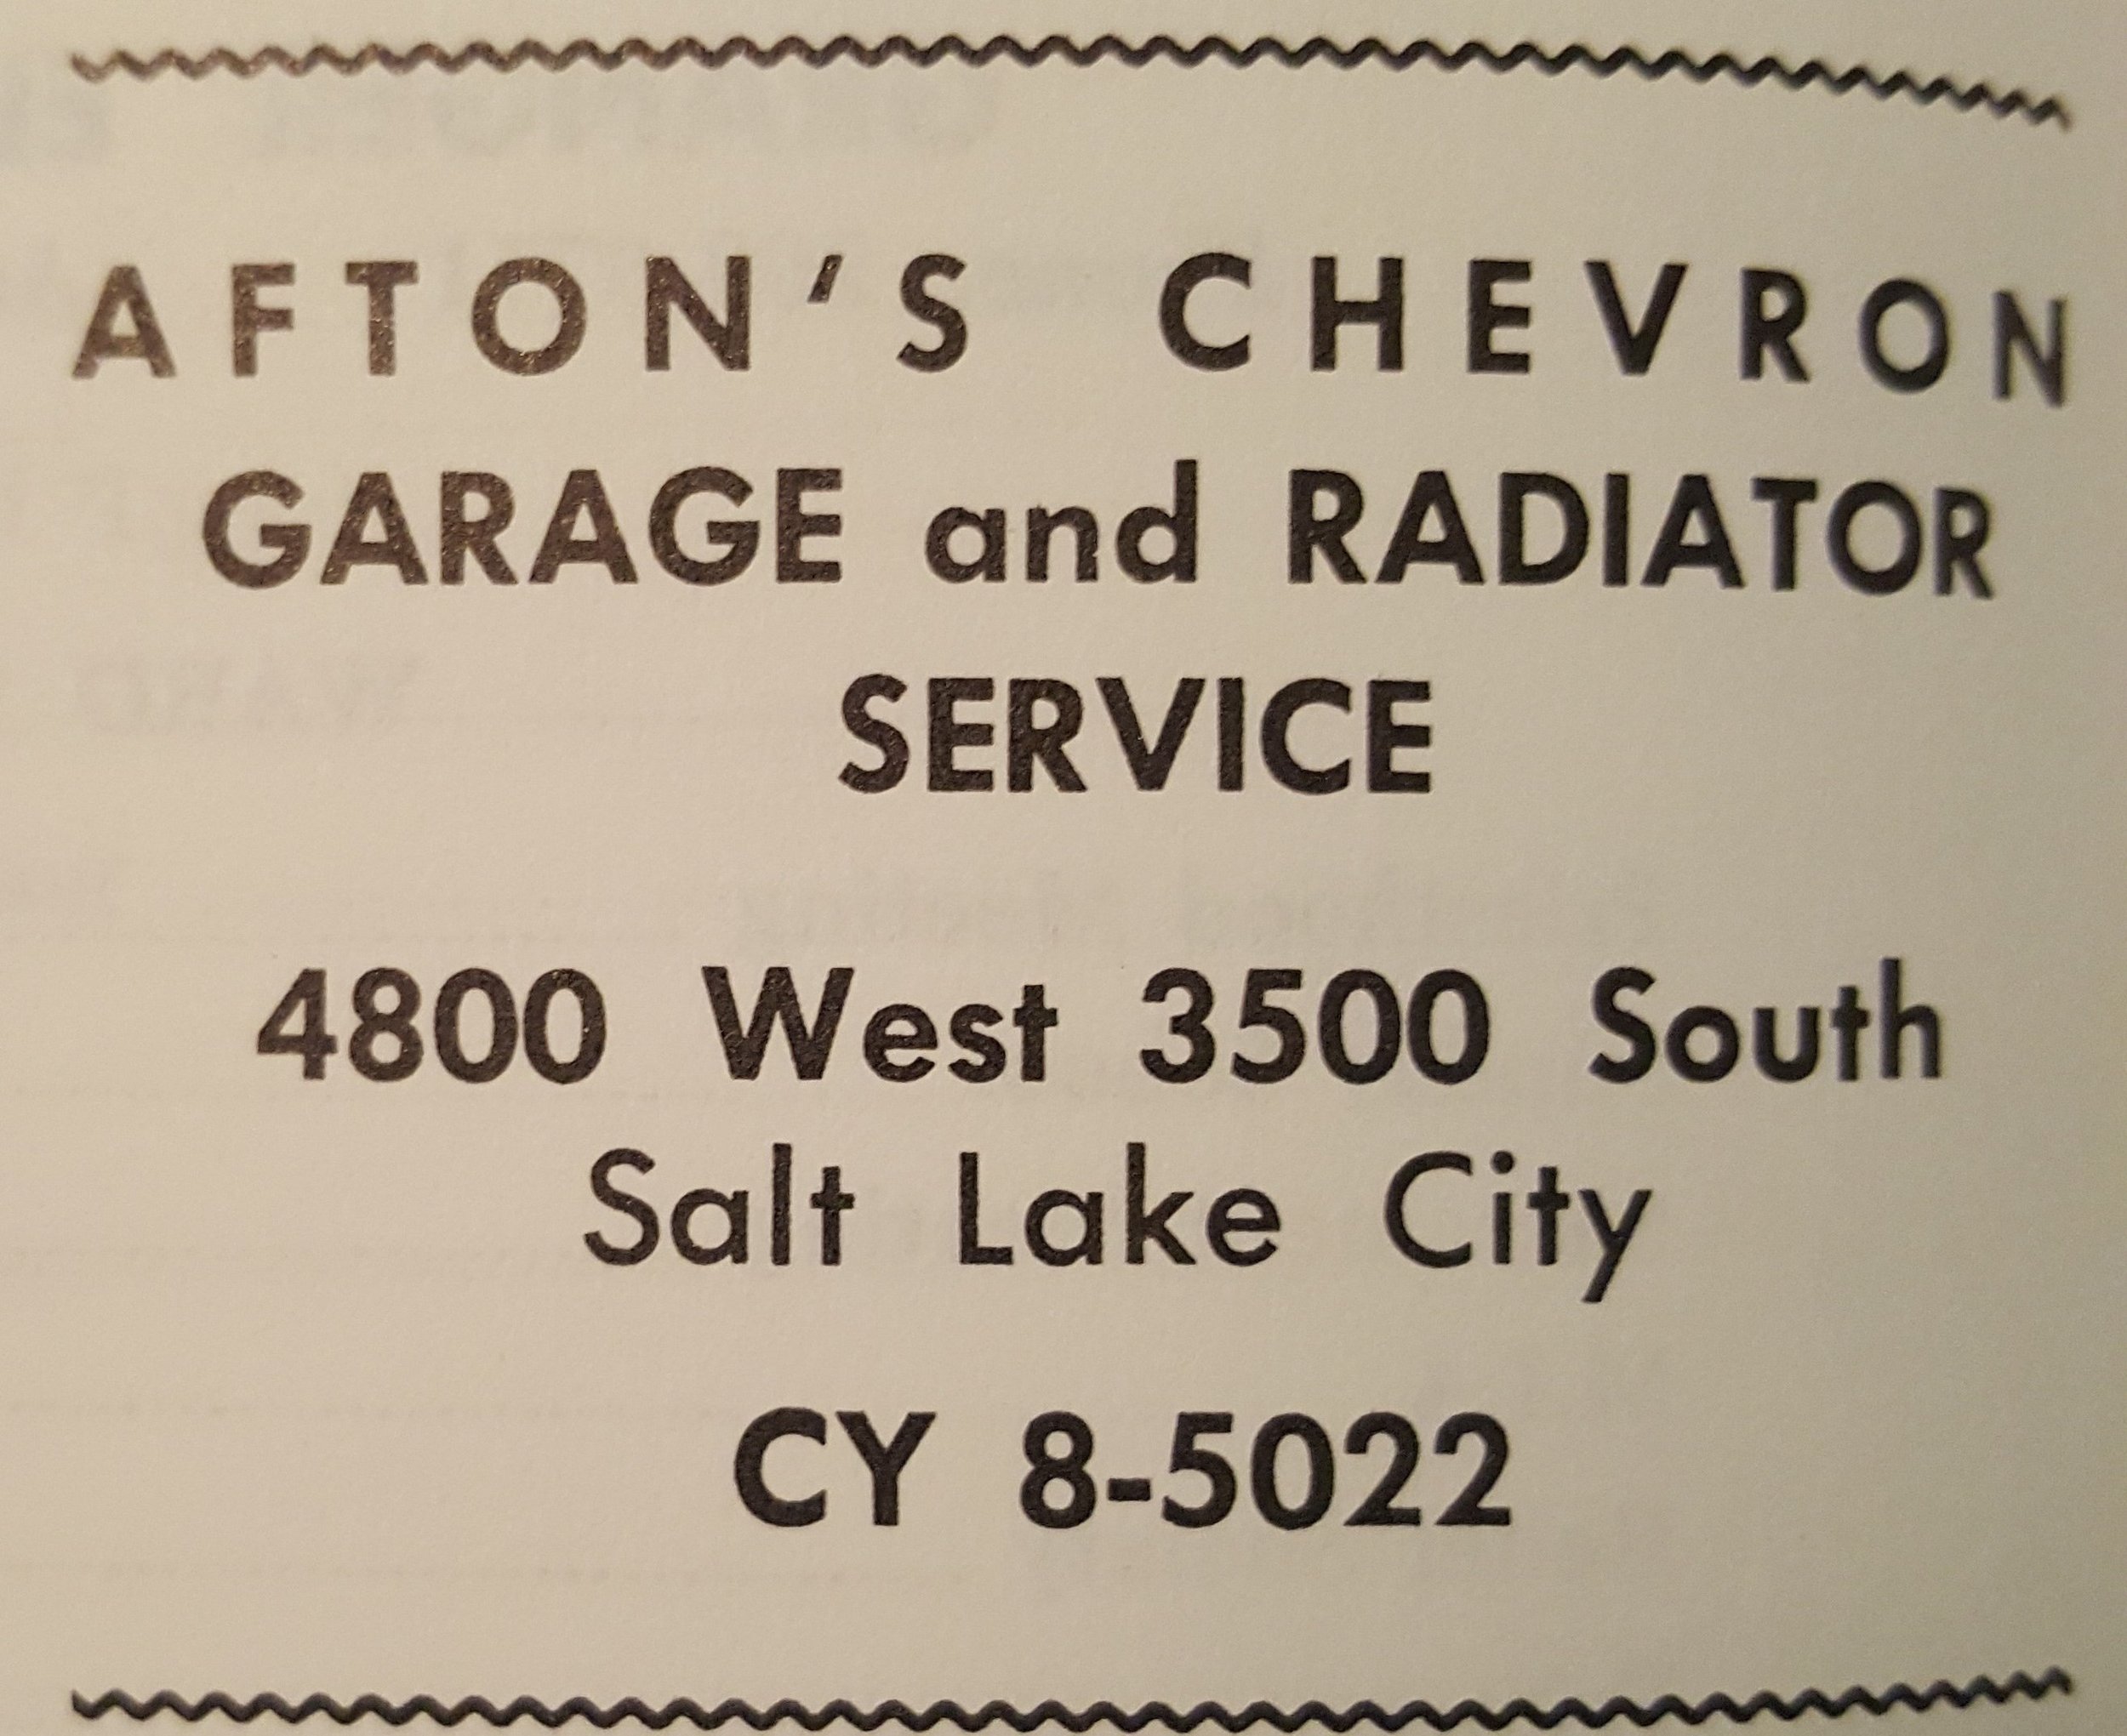 AFTON'S CHEVRON
GARAGE and RADIATOR
SERVICE
4800 West 3500 South
Salt Lake City
CY 8-5022